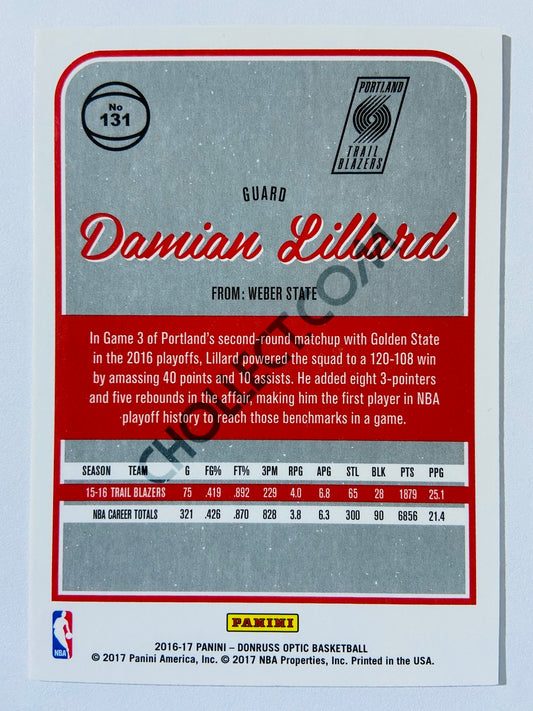 No
131
PORTLAND
TRAIL
BLAZERS
GUARD
Damian Lillard
FROM: WEBER STATE
In Game 3 of Portland's second-round matchup with Golden State
in the 2016 playoffs, Lillard powered the squad to a 120-108 win
by amassing 40 points and 10 assists. He added eight 3-pointers
and five rebounds in the affair, making him the first player in NBA
playoff history to reach those benchmarks in a game.
SEASON TEAM G FG% FT% 3PM RPG APG STL BLK PTS PPG
15-16 TRAIL BLAZERS 75 .419 .892 229 4.0 6.8 65 28 1879 25.1
NBA CAREER TOTALS 321 .426 .870 828 3.8 6.3 300 90 6856 21.4
CHOLLECT.COM
NBA
PANINI
2016-17 PANINI – DONRUSS OPTIC BASKETBALL
© 2017 Panini America, Inc. © 2017 NBA Properties, Inc. Printed in the USA.